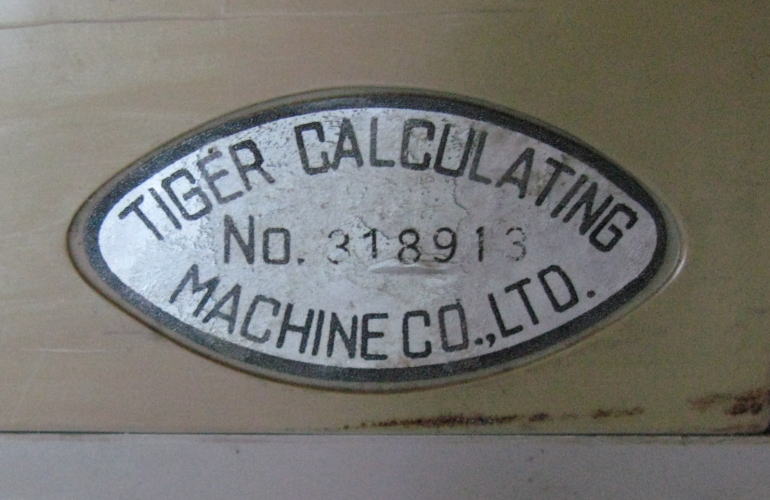 TIGER CALCULATING
No. 318913
MACHINE CO., LTD.